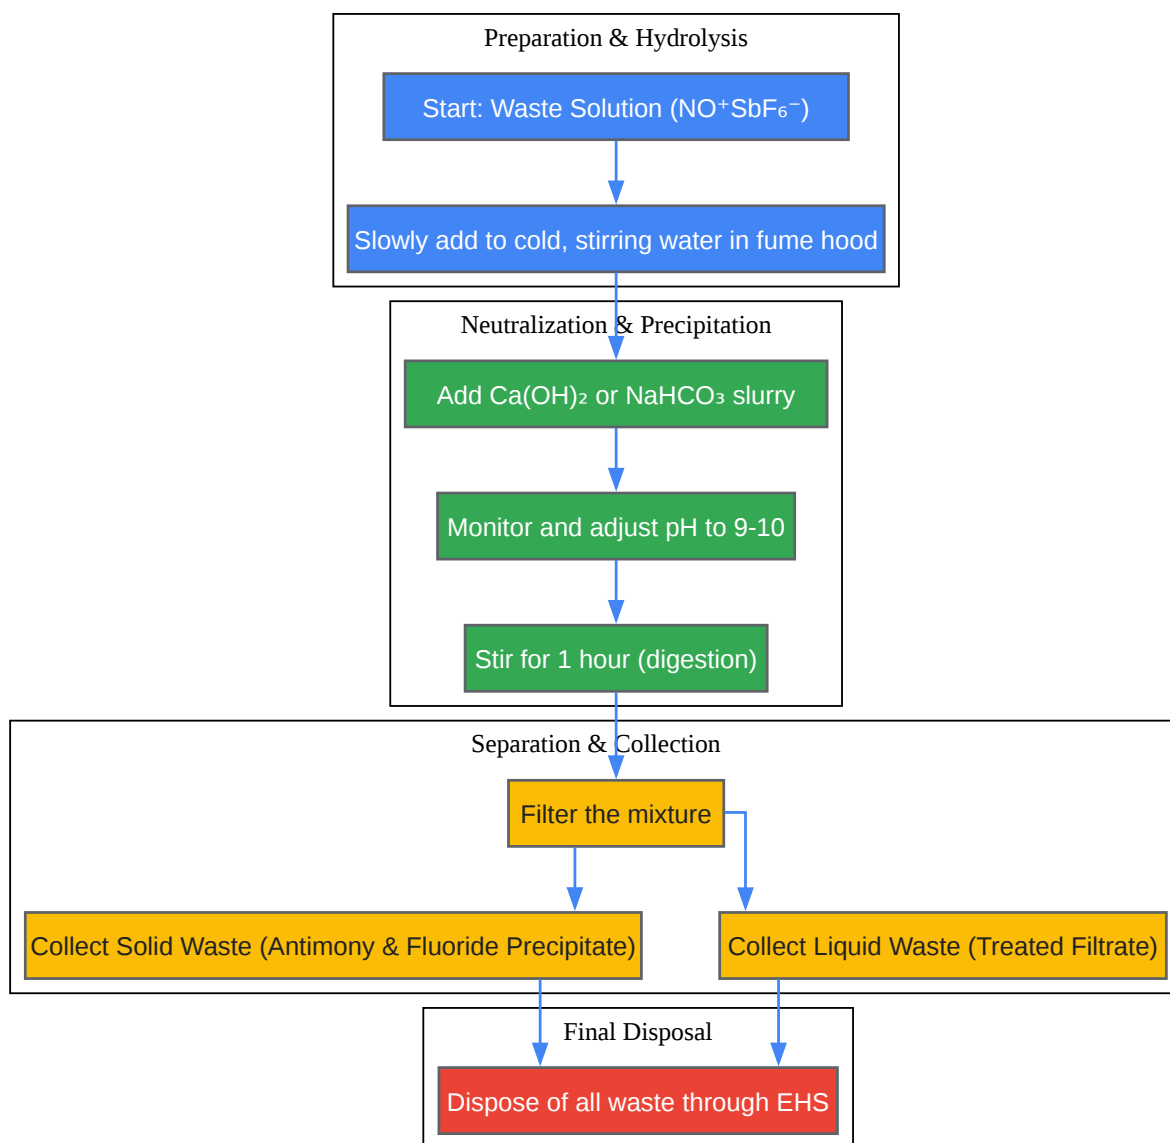 Preparation & Hydrolysis
Start: Waste Solution (NO⁺SbF₆⁻)
Slowly add to cold, stirring water in fume hood
Neutralization & Precipitation
Add Ca(OH)₂ or NaHCO₃ slurry
Monitor and adjust pH to 9-10
Stir for 1 hour (digestion)
Separation & Collection
Filter the mixture
Collect Solid Waste (Antimony & Fluoride Precipitate)
Collect Liquid Waste (Treated Filtrate)
Final Disposal
Dispose of all waste through EHS